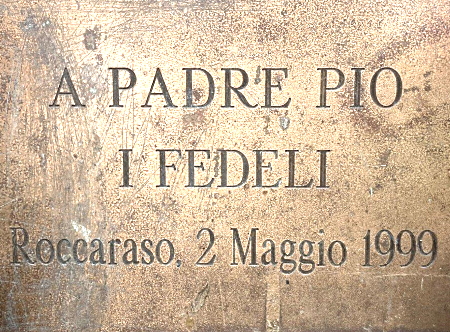 A PADRE PIO
I FEDELI
Roccaraso, 2 Maggio 1999